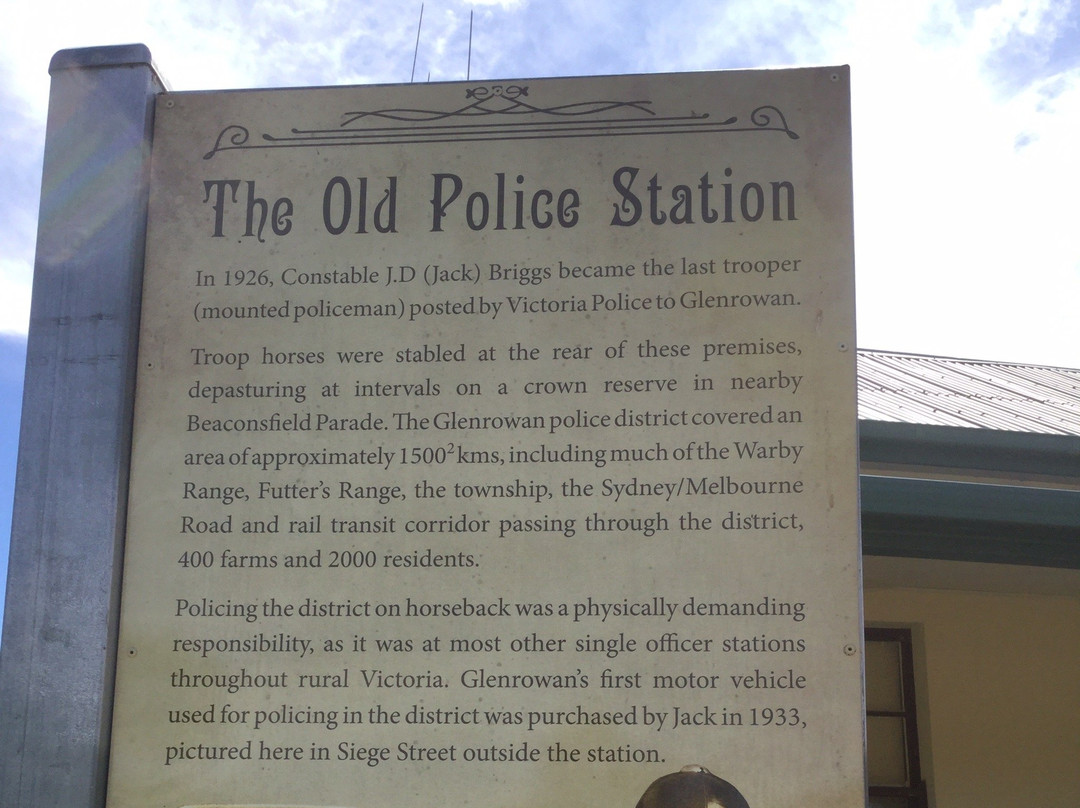 The Old Police Station
In 1926, Constable J.D (Jack) Briggs became the last trooper
(mounted policeman) posted by Victoria Police to Glenrowan.
Troop horses were stabled at the rear of these premises,
depasturing at intervals on a crown reserve in nearby
Beaconsfield Parade. The Glenrowan police district covered an
area of approximately 1500²kms, including much of the Warby
Range, Futter's Range, the township, the Sydney/Melbourne
Road and rail transit corridor passing through the district,
400 farms and 2000 residents.
Policing the district on horseback was a physically demanding
responsibility, as it was at most other single officer stations
throughout rural Victoria. Glenrowan's first motor vehicle
used for policing in the district was purchased by Jack in 1933,
pictured here in Siege Street outside the station.